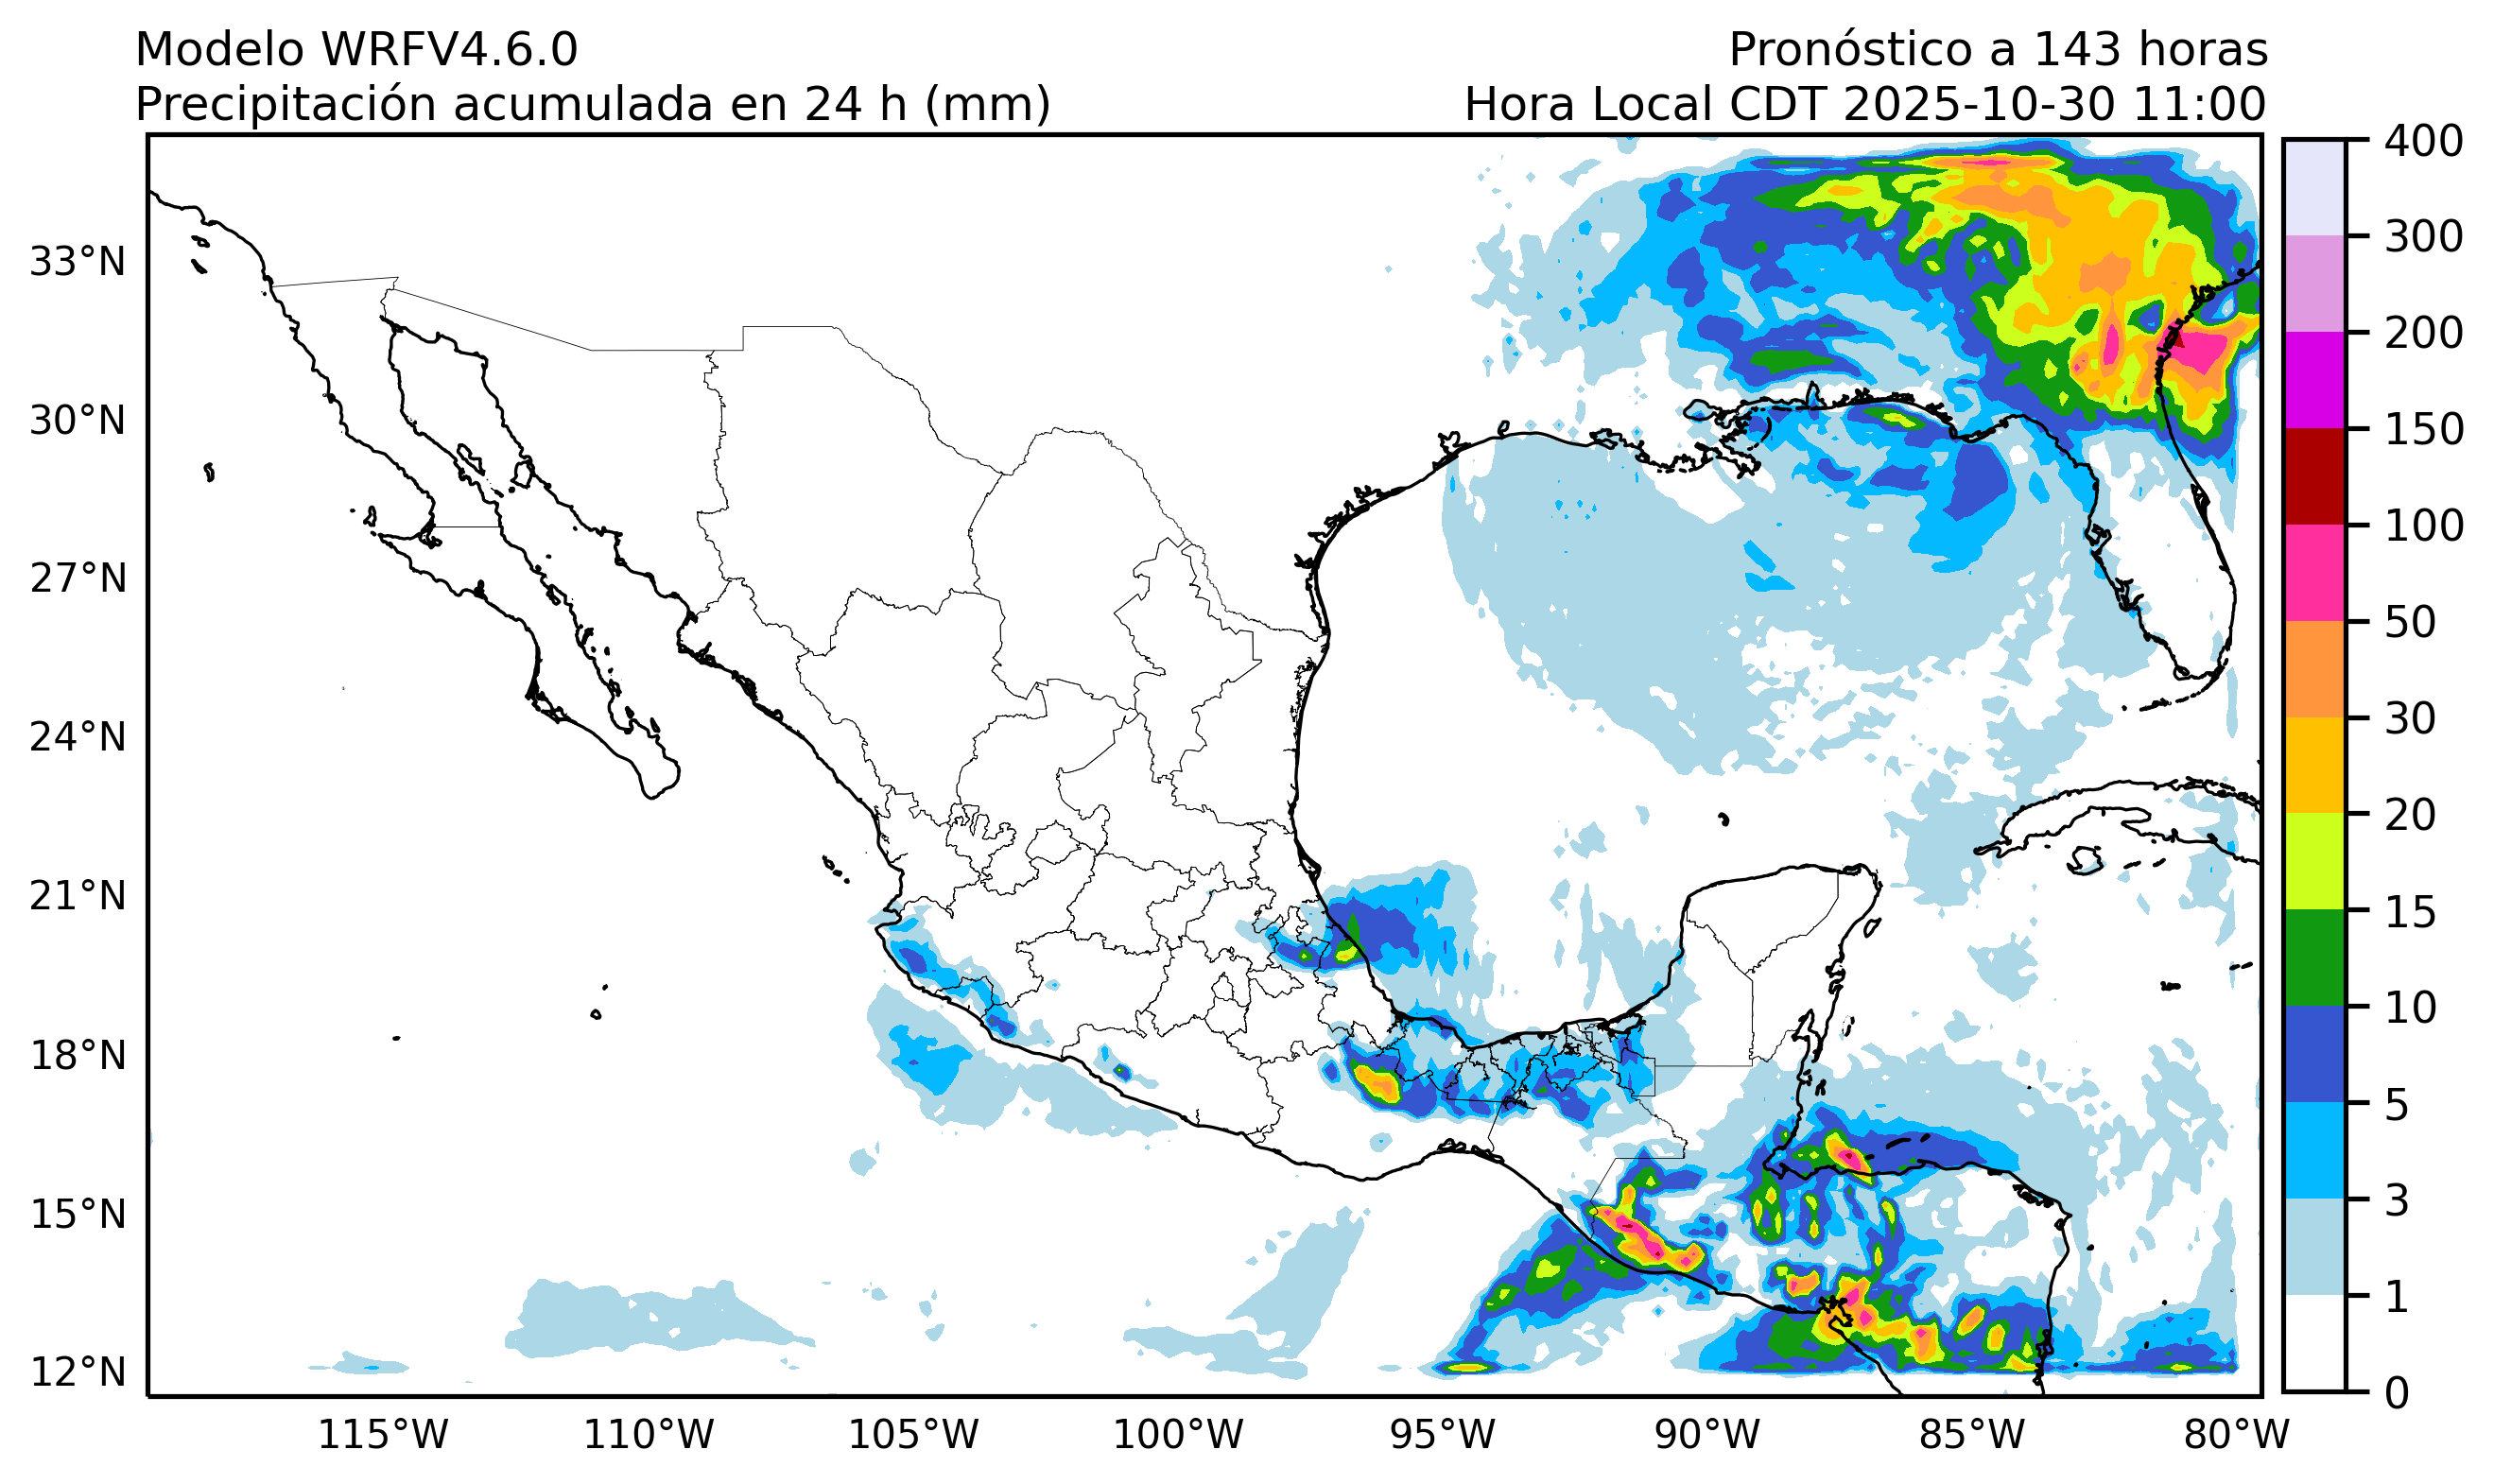 Modelo WRFV4.6.0
Pronóstico a 143 horas
Precipitación acumulada en 24 h (mm)
Hora Local CDT 2025-10-30 11:00
33°N
30°N
27°N
24°N
21°N
18°N
15°N
12°N
115°W
110°W
105°W
100°W
95°W
90°W
85°W
80°W
400
300
200
150
100
50
30
20
15
10
5
3
1
0